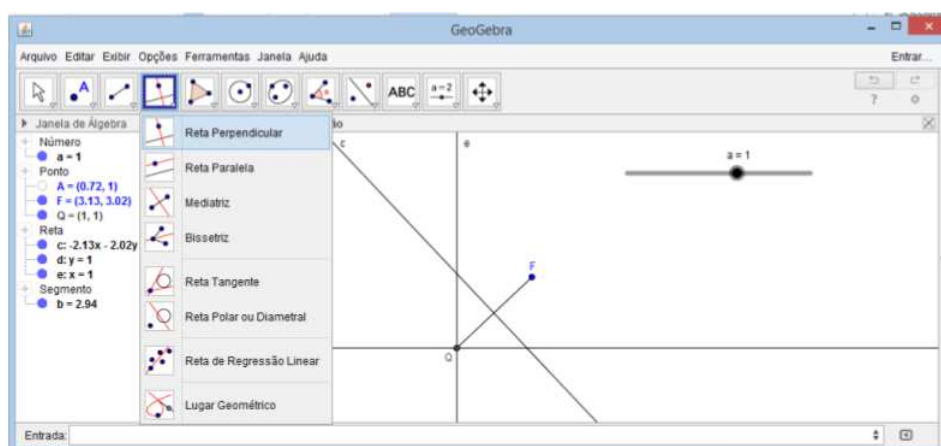 GeoGebra
Arquivo Editar Exibir Opções Ferramentas Janela Ajuda
Entrar...
A
ABC
a=2
?
Janela de Álgebra
Número
a = 1
Ponto
A = (0.72, 1)
F = (3.13, 3.02)
Q = (1, 1)
Reta
c: -2.13x - 2.02y
d: y = 1
e: x = 1
Segmento
b = 2.94
Reta Perpendicular
Reta Paralela
Mediatriz
Bissetriz
Reta Tangente
Reta Polar ou Diametral
Reta de Regressão Linear
Lugar Geométrico
c
e
a = 1
F
Q
Entrada: